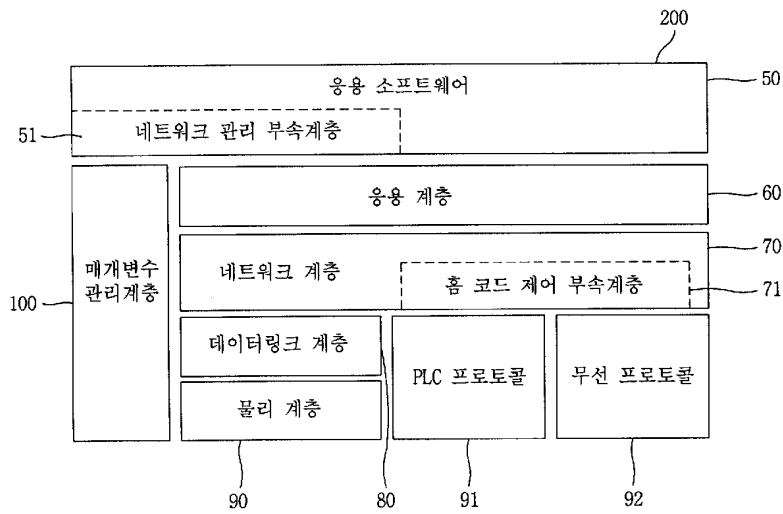 200
응용 소프트웨어
50
51
네트워크 관리 부속계층
응용 계층
60
네트워크 계층
70
홈 코드 제어 부속계층
71
매개변수
관리계층
100
데이터링크 계층
PLC 프로토콜
무선 프로토콜
물리 계층
90
80
91
92